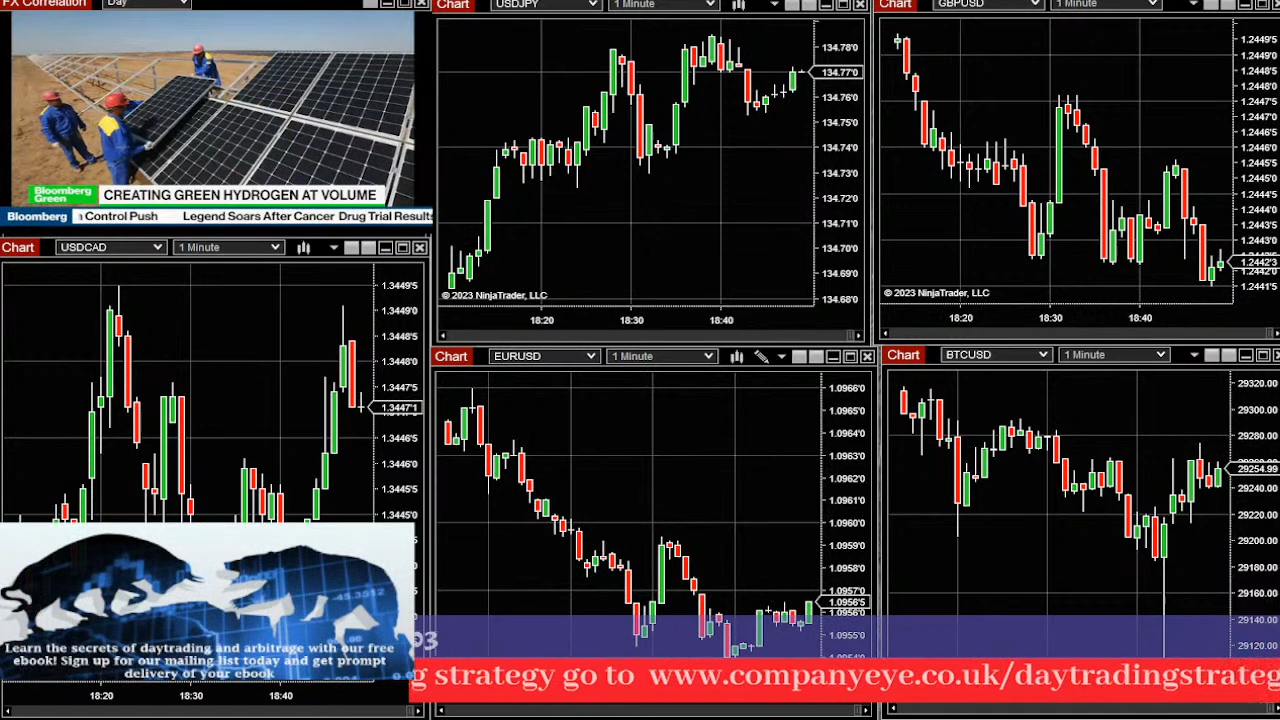 FX Correlation
Day
Bloomberg
Green
CREATING GREEN HYDROGEN AT VOLUME
Bloomberg
Control Push
Legend Soars After Cancer Drug Trial Results
Chart
USDJPY
1 Minute
134.78'0
134.77'0
134.76'0
134.75'0
134.74'0
134.73'0
134.72'0
134.71'0
134.70'0
134.69'0
134.68'0
© 2023 NinjaTrader, LLC
18:20
18:30
18:40
Chart
GBPUSD
1 Minute
1.2449'5
1.2449'0
1.2448'5
1.2448'0
1.2447'5
1.2447'0
1.2446'5
1.2446'0
1.2445'5
1.2445'0
1.2444'5
1.2444'0
1.2443'5
1.2443'0
1.2442'3
1.2442'0
1.2441'5
© 2023 NinjaTrader, LLC
18:20
18:30
18:40
Chart
USDCAD
1 Minute
1.3449'5
1.3449'0
1.3448'5
1.3448'0
1.3447'5
1.3447'1
1.3446'5
1.3446'0
1.3445'5
1.3445'0
18:20
18:30
18:40
Chart
EURUSD
1 Minute
1.0966'0
1.0965'0
1.0964'0
1.0963'0
1.0962'0
1.0961'0
1.0960'0
1.0959'0
1.0958'0
1.0957'0
1.0956'5
1.0956'0
1.0955'0
Chart
BTCUSD
1 Minute
29320.00
29300.00
29280.00
29254.99
29240.00
29220.00
29200.00
29180.00
29160.00
29140.00
29120.00
Learn the secrets of daytrading and arbitrage with our free
ebook! Sign up for our mailing list today and get prompt
delivery of your ebook
03
g strategy go to www.companyeye.co.uk/daytradingstrateg